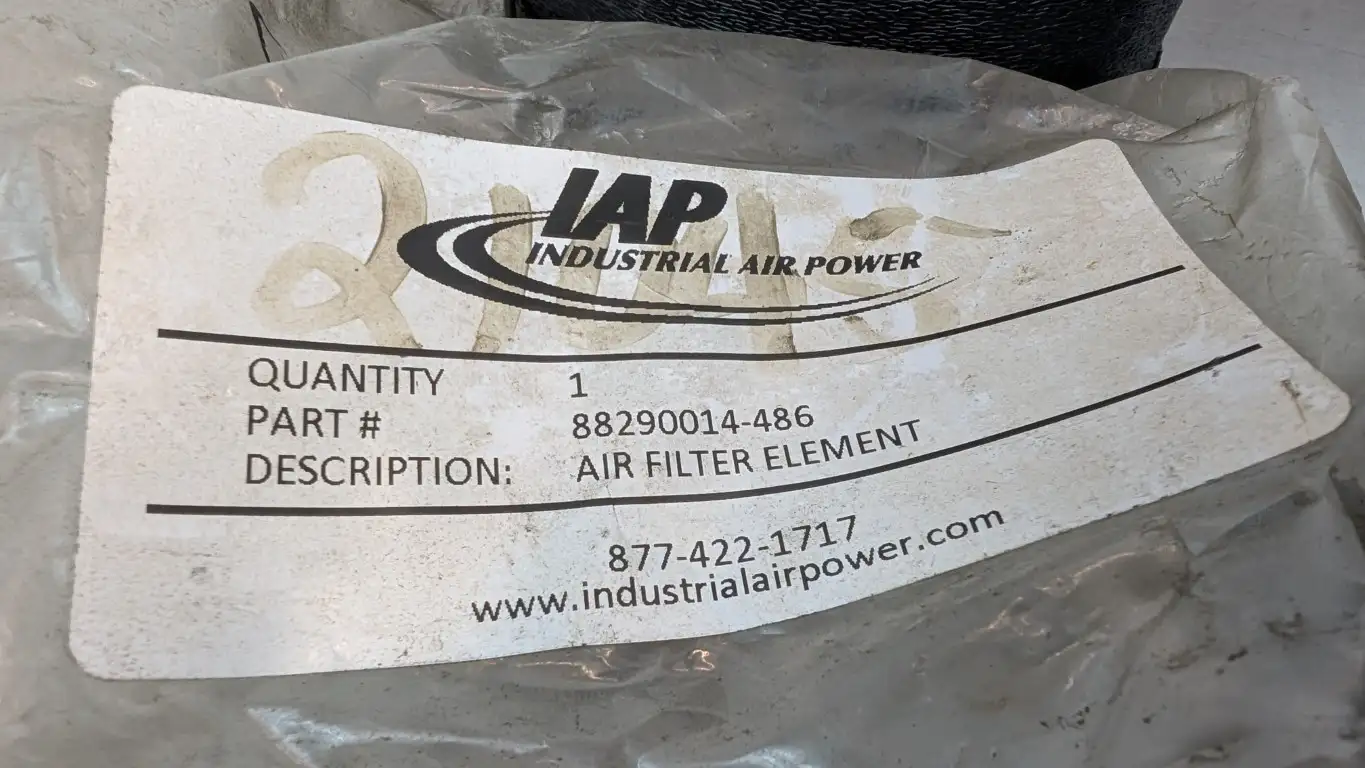 IAP
INDUSTRIAL AIR POWER
QUANTITY 1
PART # 88290014-486
DESCRIPTION: AIR FILTER ELEMENT
877-422-1717
www.industrialairpower.com